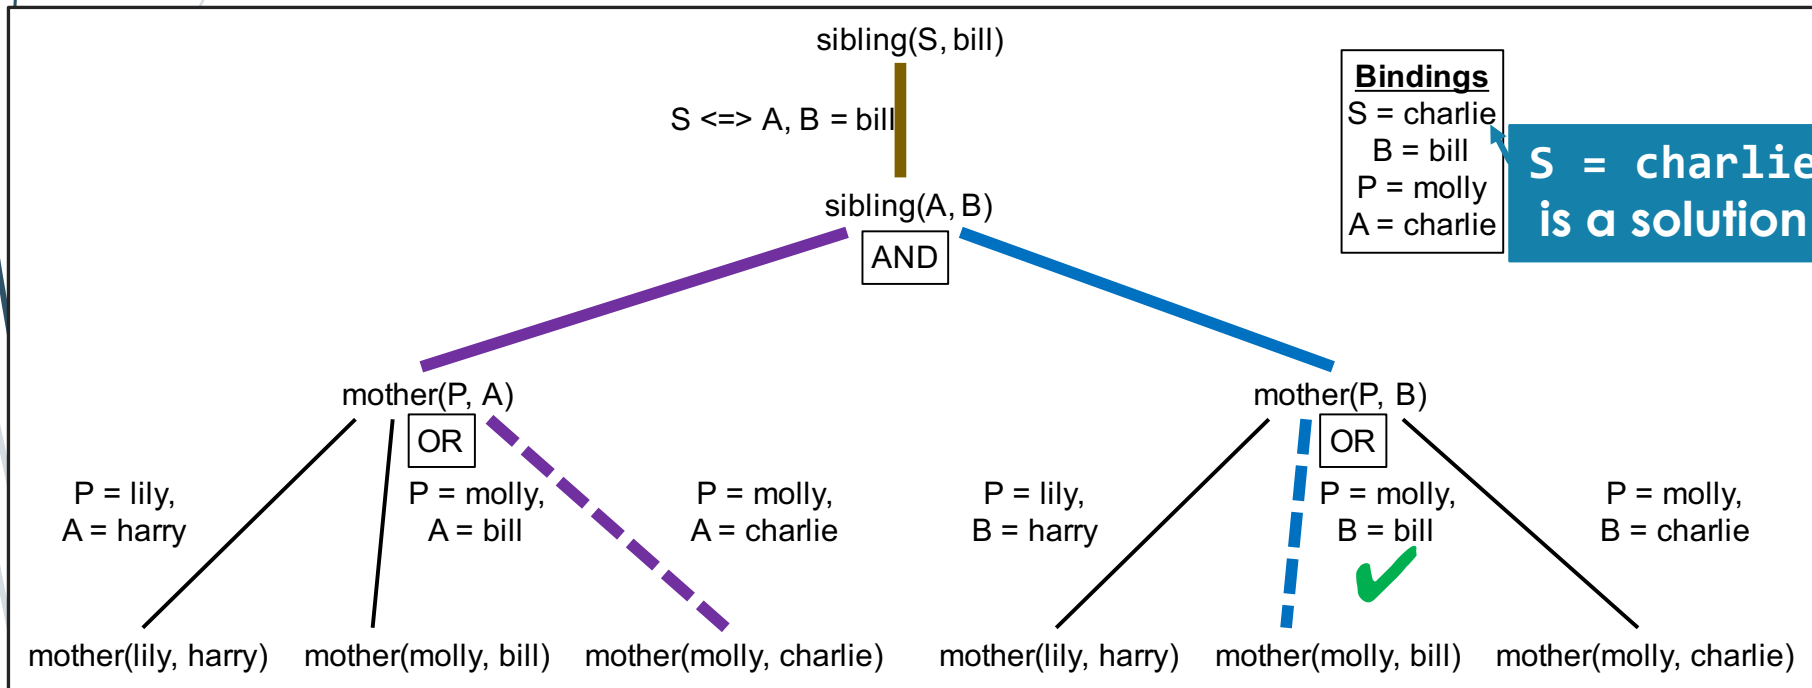 sibling(S, bill)
S <=> A, B = bill
Bindings
S = charlie
B = bill
P = molly
A = charlie
S = charlie
is a solution
sibling(A, B)
AND
mother(P, A)
OR
mother(P, B)
OR
P = lily,
A = harry
P = molly,
A = bill
P = molly,
A = charlie
P = lily,
B = harry
P = molly,
B = bill
P = molly,
B = charlie
mother(lily, harry)
mother(molly, bill)
mother(molly, charlie)
mother(lily, harry)
mother(molly, bill)
mother(molly, charlie)